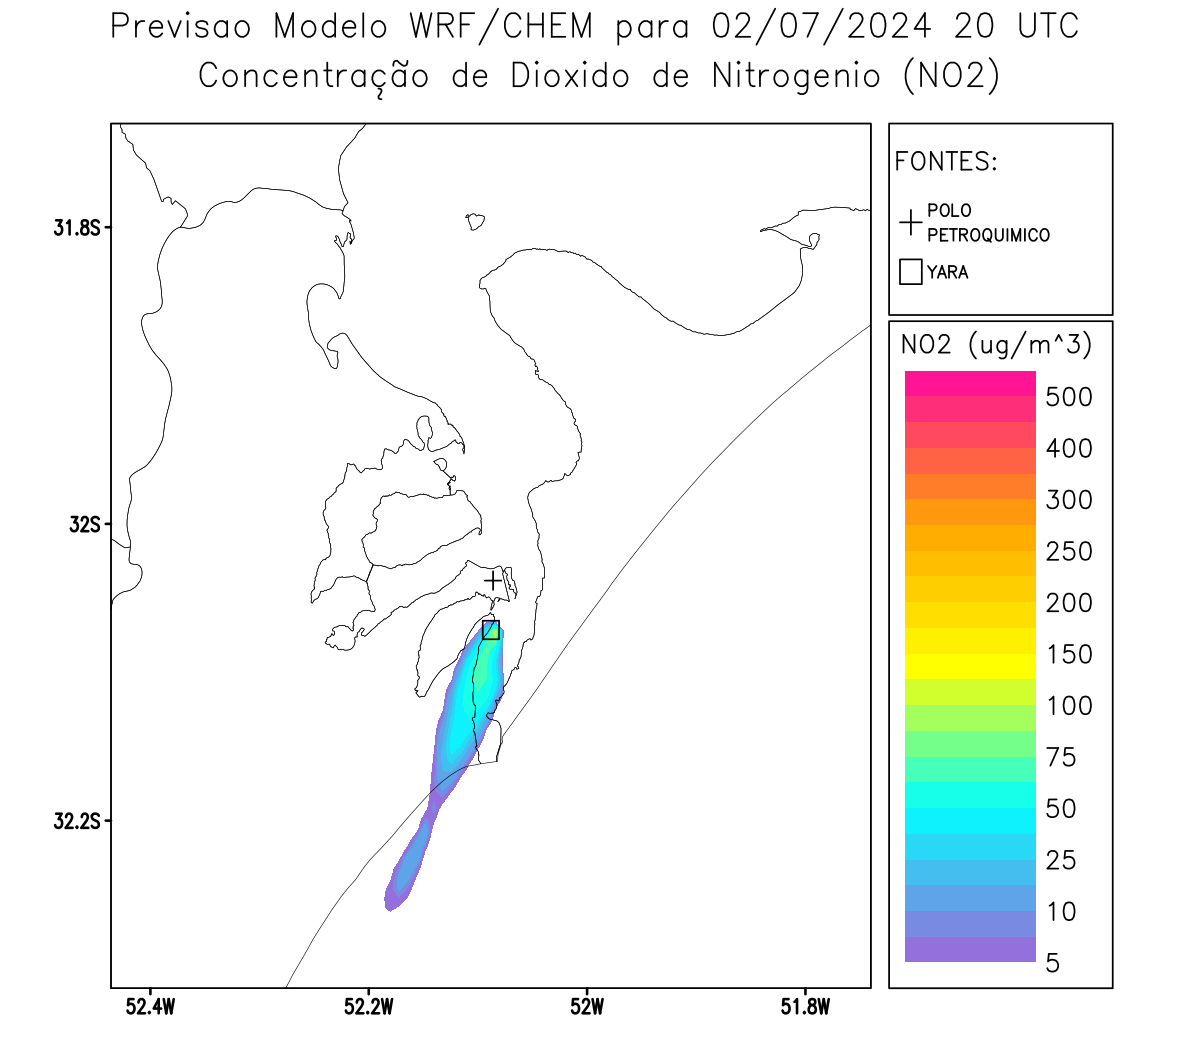 Previsao Modelo WRF/CHEM para 02/07/2024 20 UTC
Concentração de Dioxido de Nitrogenio (NO2)
FONTES:
POLO
PETROQUIMICO
YARA
NO2 (ug/m^3)
500
400
300
250
200
150
100
75
50
25
10
5
31.8S
32S
32.2S
52.4W
52.2W
52W
51.8W